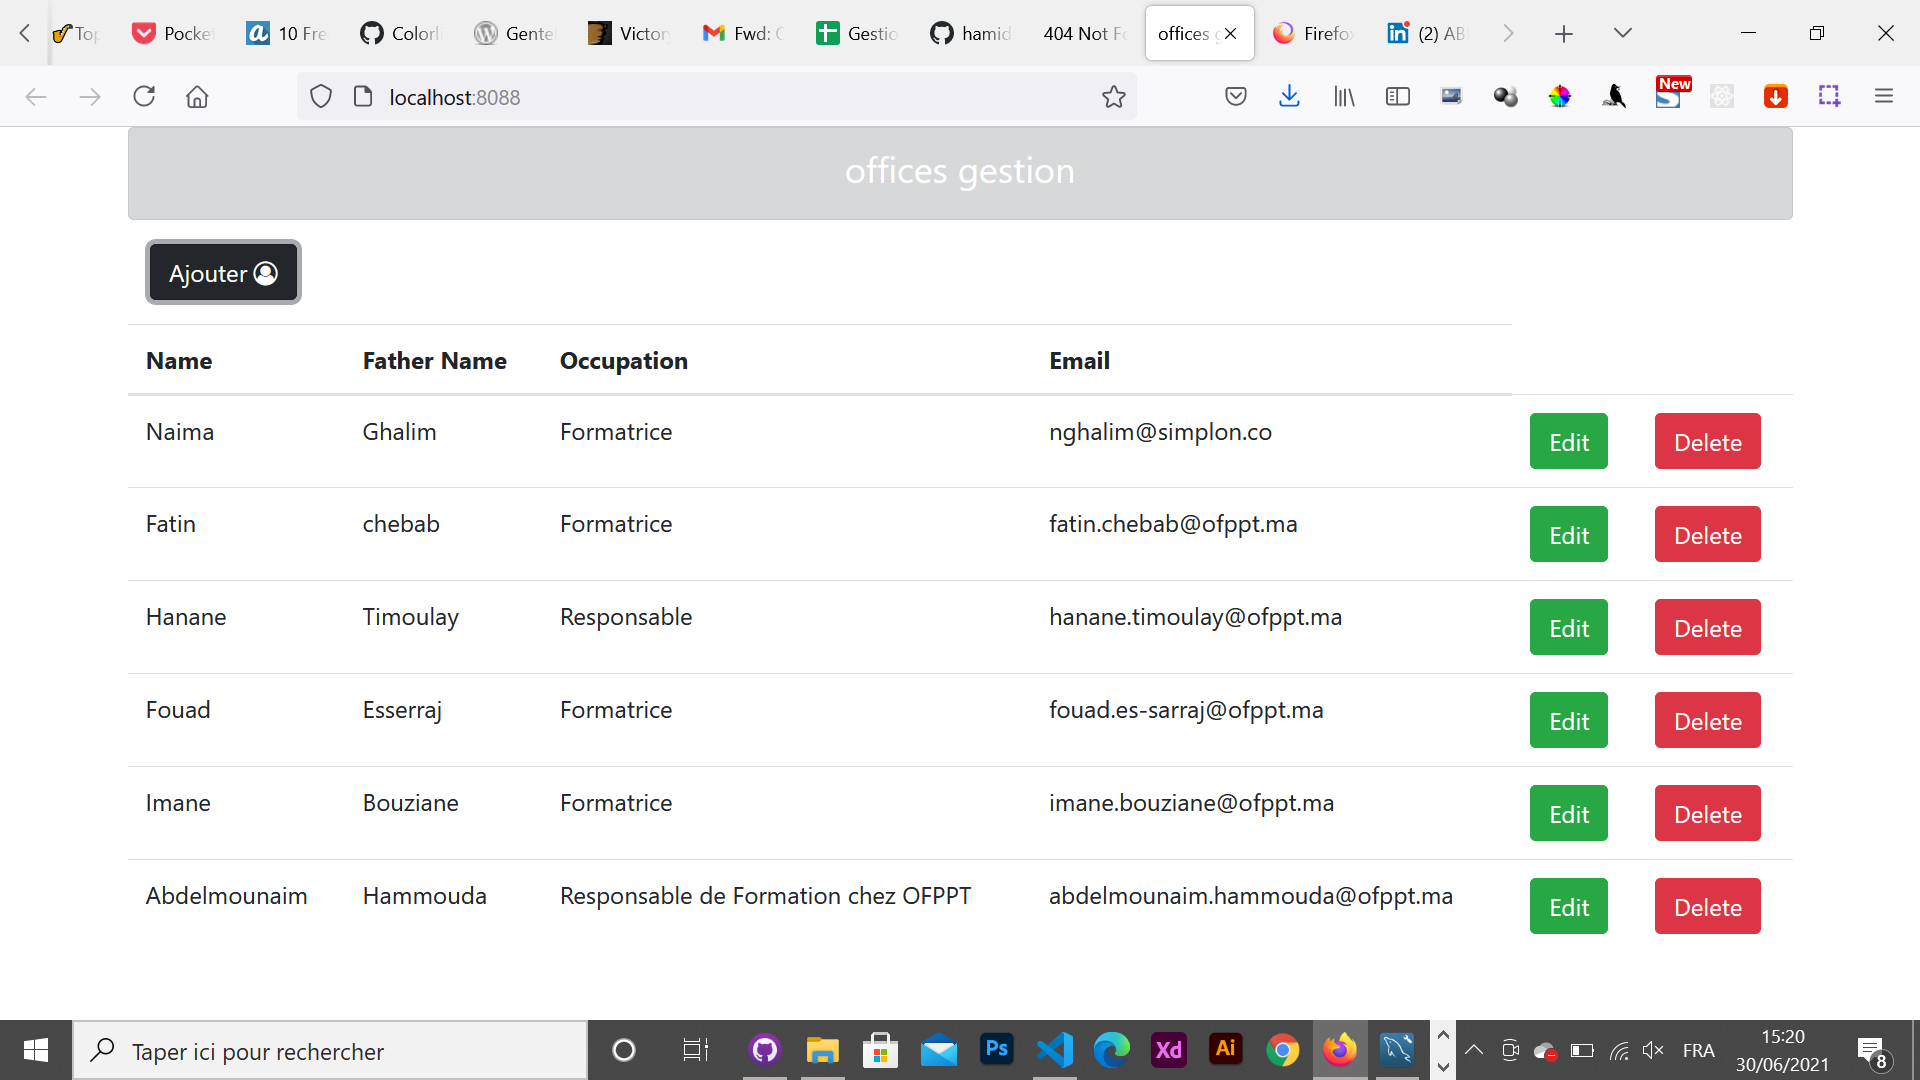 Top
Pocke
10 Fre
Colorli
Gente
Victor
Fwd: C
Gestio
hamid
404 Not Fo
offices g
Firefo
(2) AB
localhost:8088
New
offices gestion
Ajouter
Name Father Name Occupation Email
Naima Ghalim Formatrice nghalim@simplon.co Edit Delete
Fatin chebab Formatrice fatin.chebab@ofppt.ma Edit Delete
Hanane Timoulay Responsable hanane.timoulay@ofppt.ma Edit Delete
Fouad Esserraj Formatrice fouad.es-sarraj@ofppt.ma Edit Delete
Imane Bouziane Formatrice imane.bouziane@ofppt.ma Edit Delete
Abdelmounaim Hammouda Responsable de Formation chez OFPPT abdelmounaim.hammouda@ofppt.ma Edit Delete
Taper ici pour rechercher
Ps
Xd
Ai
FRA
15:20
30/06/2021
8